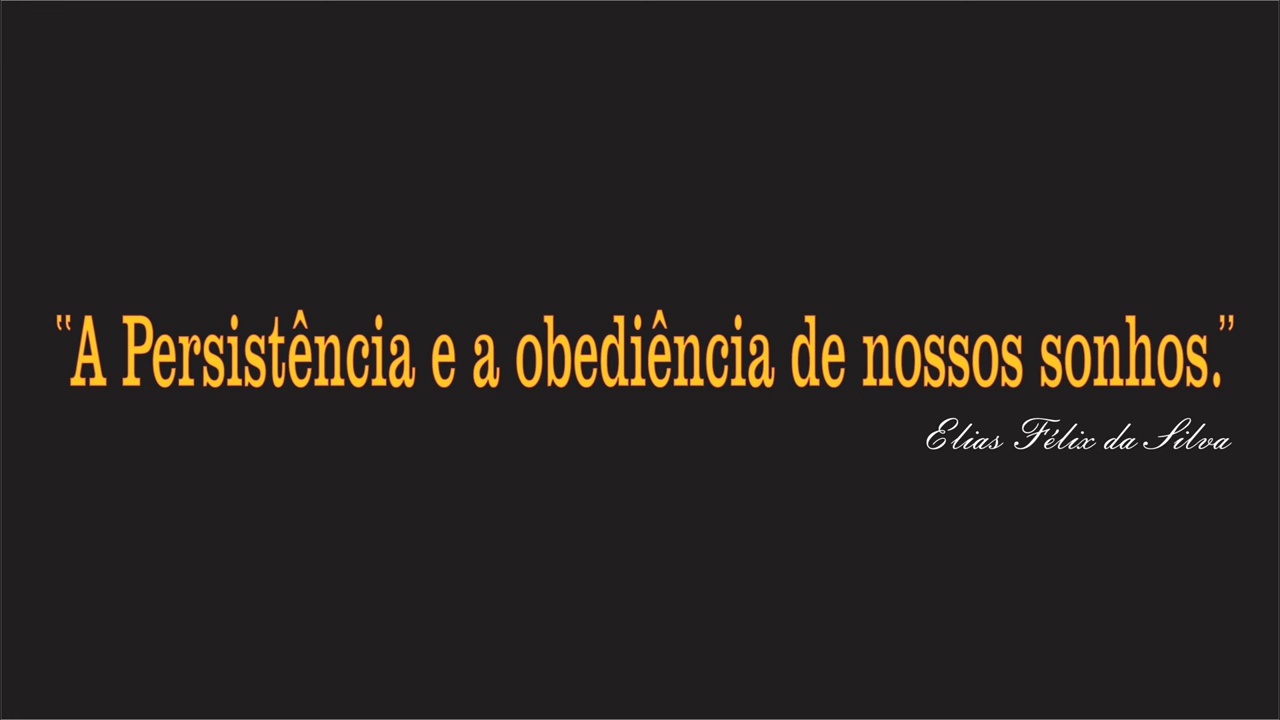 “A Persistência e a obediência de nossos sonhos.”
Elias Félix da Silva